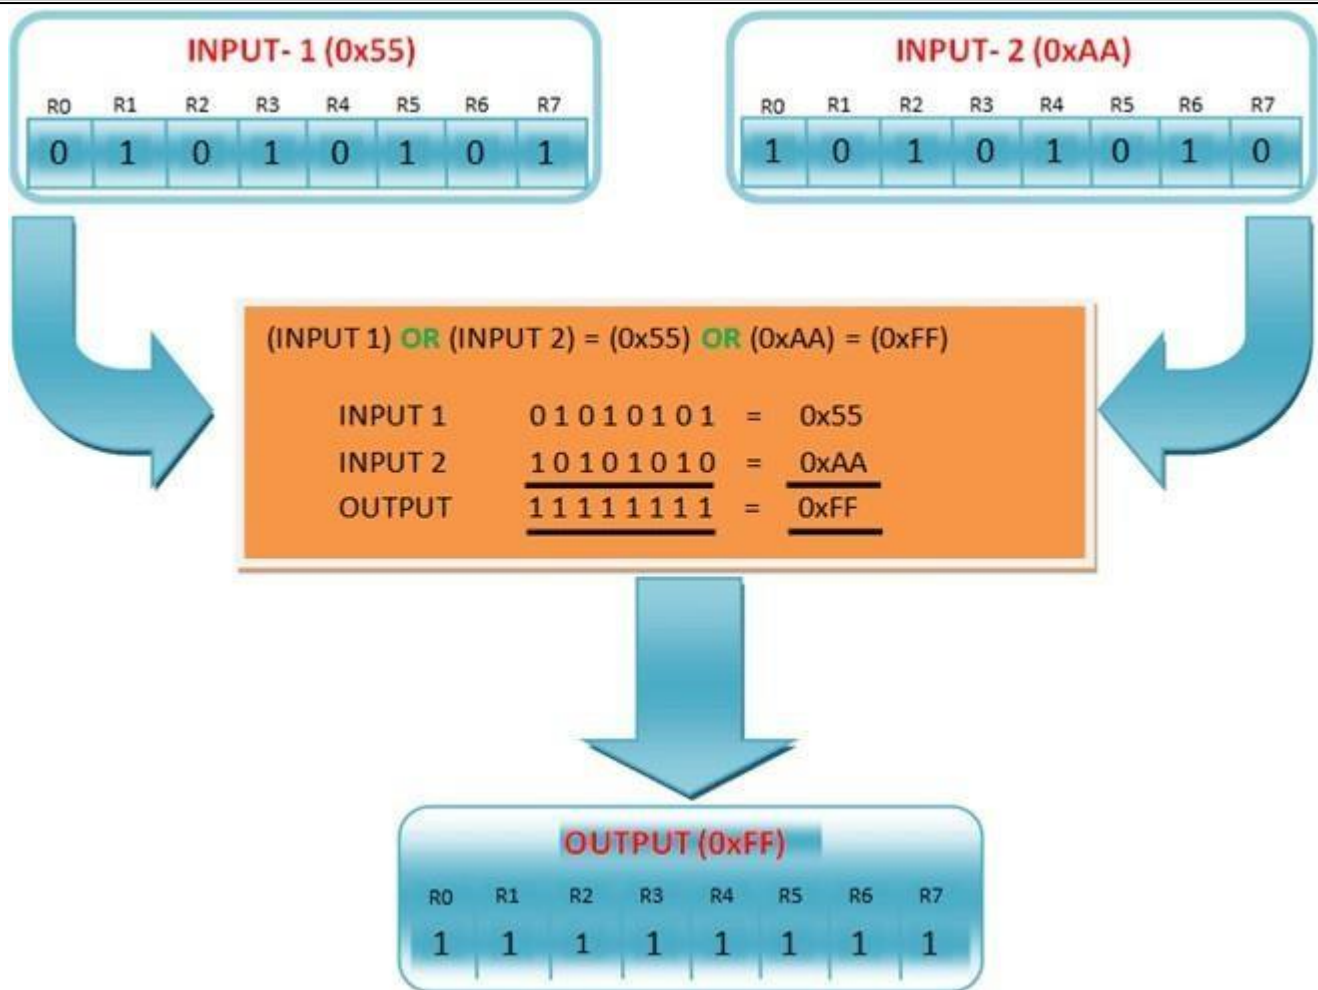 INPUT- 1 (0x55)
R0 R1 R2 R3 R4 R5 R6 R7
0 1 0 1 0 1 0 1
INPUT- 2 (0xAA)
R0 R1 R2 R3 R4 R5 R6 R7
1 0 1 0 1 0 1 0
(INPUT 1) OR (INPUT 2) = (0x55) OR (0xAA) = (0xFF)
INPUT 1 0 1 0 1 0 1 0 1 = 0x55
INPUT 2 1 0 1 0 1 0 1 0 = 0xAA
OUTPUT 1 1 1 1 1 1 1 1 = 0xFF
OUTPUT (0xFF)
R0 R1 R2 R3 R4 R5 R6 R7
1 1 1 1 1 1 1 1